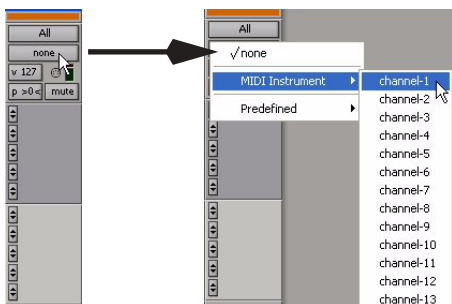 All
none
v 127
p >0< mute
All
√none
MIDI Instrument
Predefined
channel-1
channel-2
channel-3
channel-4
channel-5
channel-6
channel-7
channel-8
channel-9
channel-10
channel-11
channel-12
channel-13